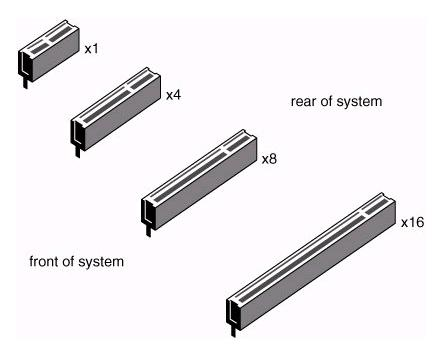 x1
x4
rear of system
x8
x16
front of system